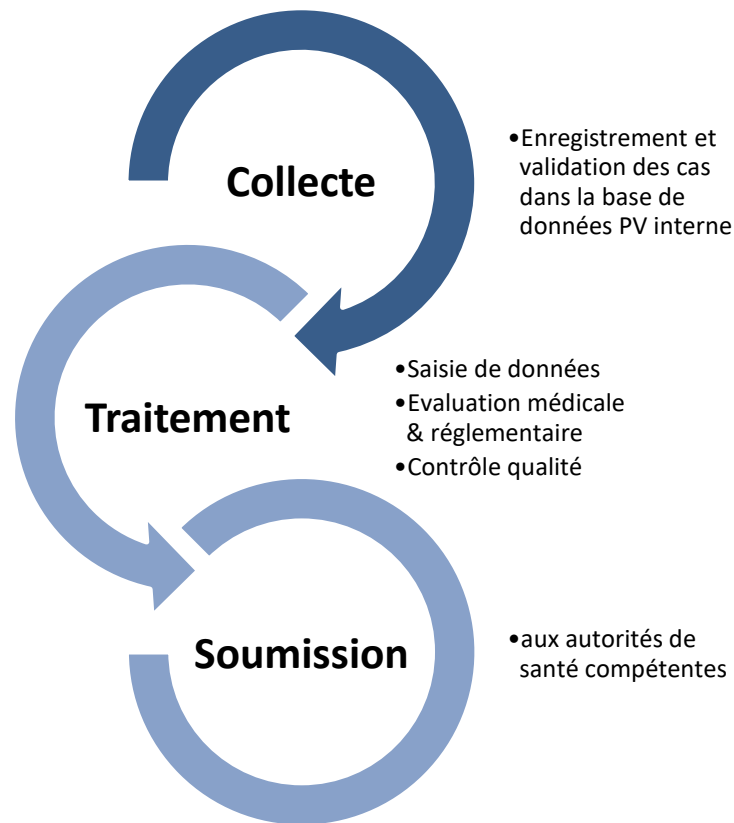 Collecte
•Enregistrement et
validation des cas
dans la base de
données PV interne
Traitement
•Saisie de données
•Evaluation médicale
& réglementaire
•Contrôle qualité
Soumission
•aux autorités de
santé compétentes